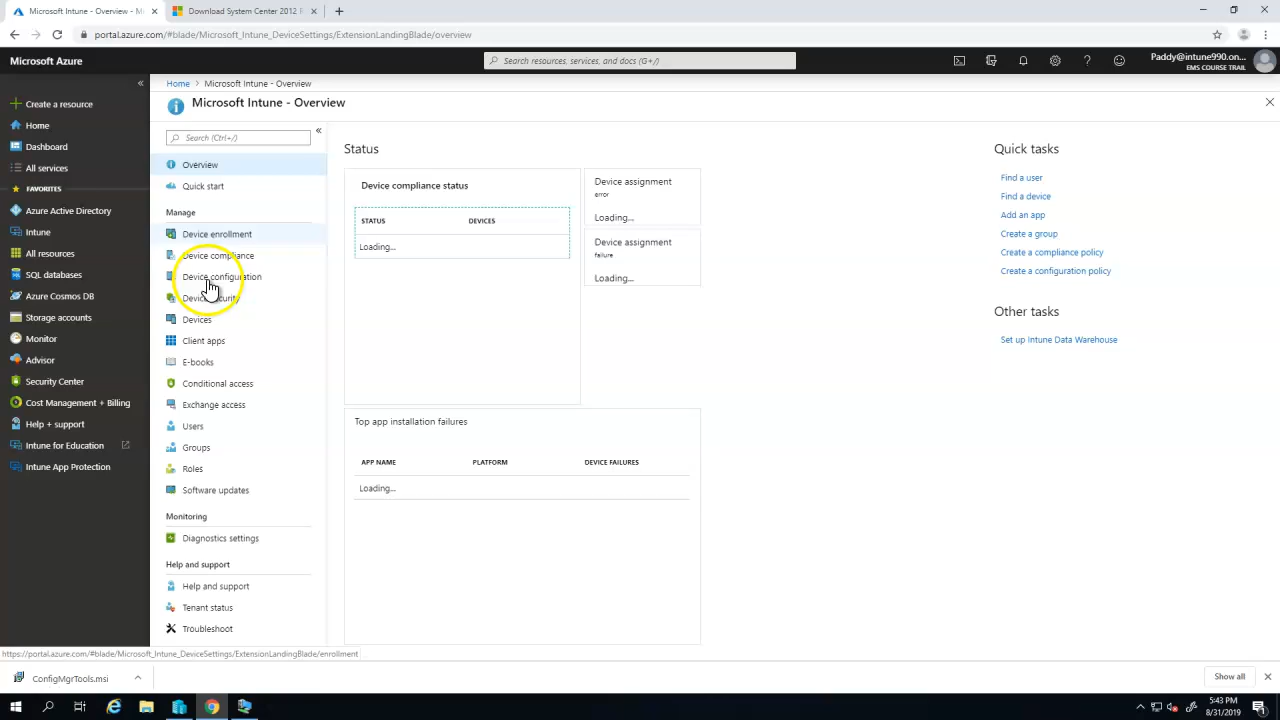 Microsoft Intune - Overview - Mi
Download System Center 2012 R
portal.azure.com/#blade/Microsoft_Intune_DeviceSettings/ExtensionLandingBlade/overview
Microsoft Azure
Search resources, services, and docs (G+/)
Paddy@intune990.on...
EMS COURSE TRAIL
Create a resource
Home
Dashboard
All services
FAVORITES
Azure Active Directory
Intune
All resources
SQL databases
Azure Cosmos DB
Storage accounts
Monitor
Advisor
Security Center
Cost Management + Billing
Help + support
Intune for Education
Intune App Protection
Home > Microsoft Intune - Overview
Microsoft Intune - Overview
Search (Ctrl+/)
Overview
Quick start
Manage
Device enrollment
Device compliance
Device configuration
Device security
Devices
Client apps
E-books
Conditional access
Exchange access
Users
Groups
Roles
Software updates
Monitoring
Diagnostics settings
Help and support
Help and support
Tenant status
Troubleshoot
Status
Device compliance status
STATUS DEVICES
Loading...
Device assignment
error
Loading...
Device assignment
failure
Loading...
Top app installation failures
APP NAME PLATFORM DEVICE FAILURES
Loading...
Quick tasks
Find a user
Find a device
Add an app
Create a group
Create a compliance policy
Create a configuration policy
Other tasks
Set up Intune Data Warehouse
https://portal.azure.com/#blade/Microsoft_Intune_DeviceSettings/ExtensionLandingBlade/enrollment
ConfigMgrTools.msi
Show all
5:43 PM
8/31/2019